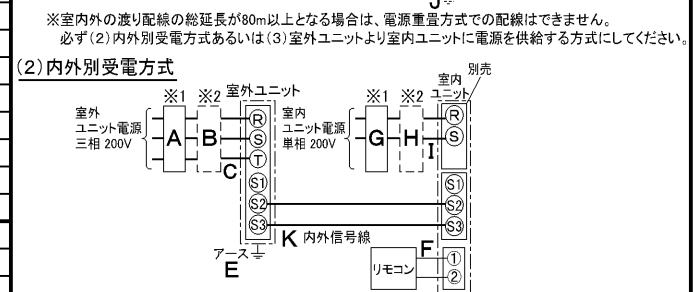 J
※室内外の渡り配線の総延長が80m以上となる場合は、電源重畳方式での配線はできません。
必ず(2)内外別受電方式あるいは(3)室外ユニットより室内ユニットに電源を供給する方式にしてください。
(2)内外別受電方式
室外
ユニット電源
三相 200V
※1 ※2
A B
C
室外ユニット
R
S
T
S1
S2
S3
アース
E
室内
ユニット電源
単相 200V
※1 ※2
G H
I
室内
ユニット
別売
R
S
S1
S2
S3
K 内外信号線
F
リモコン
1
2